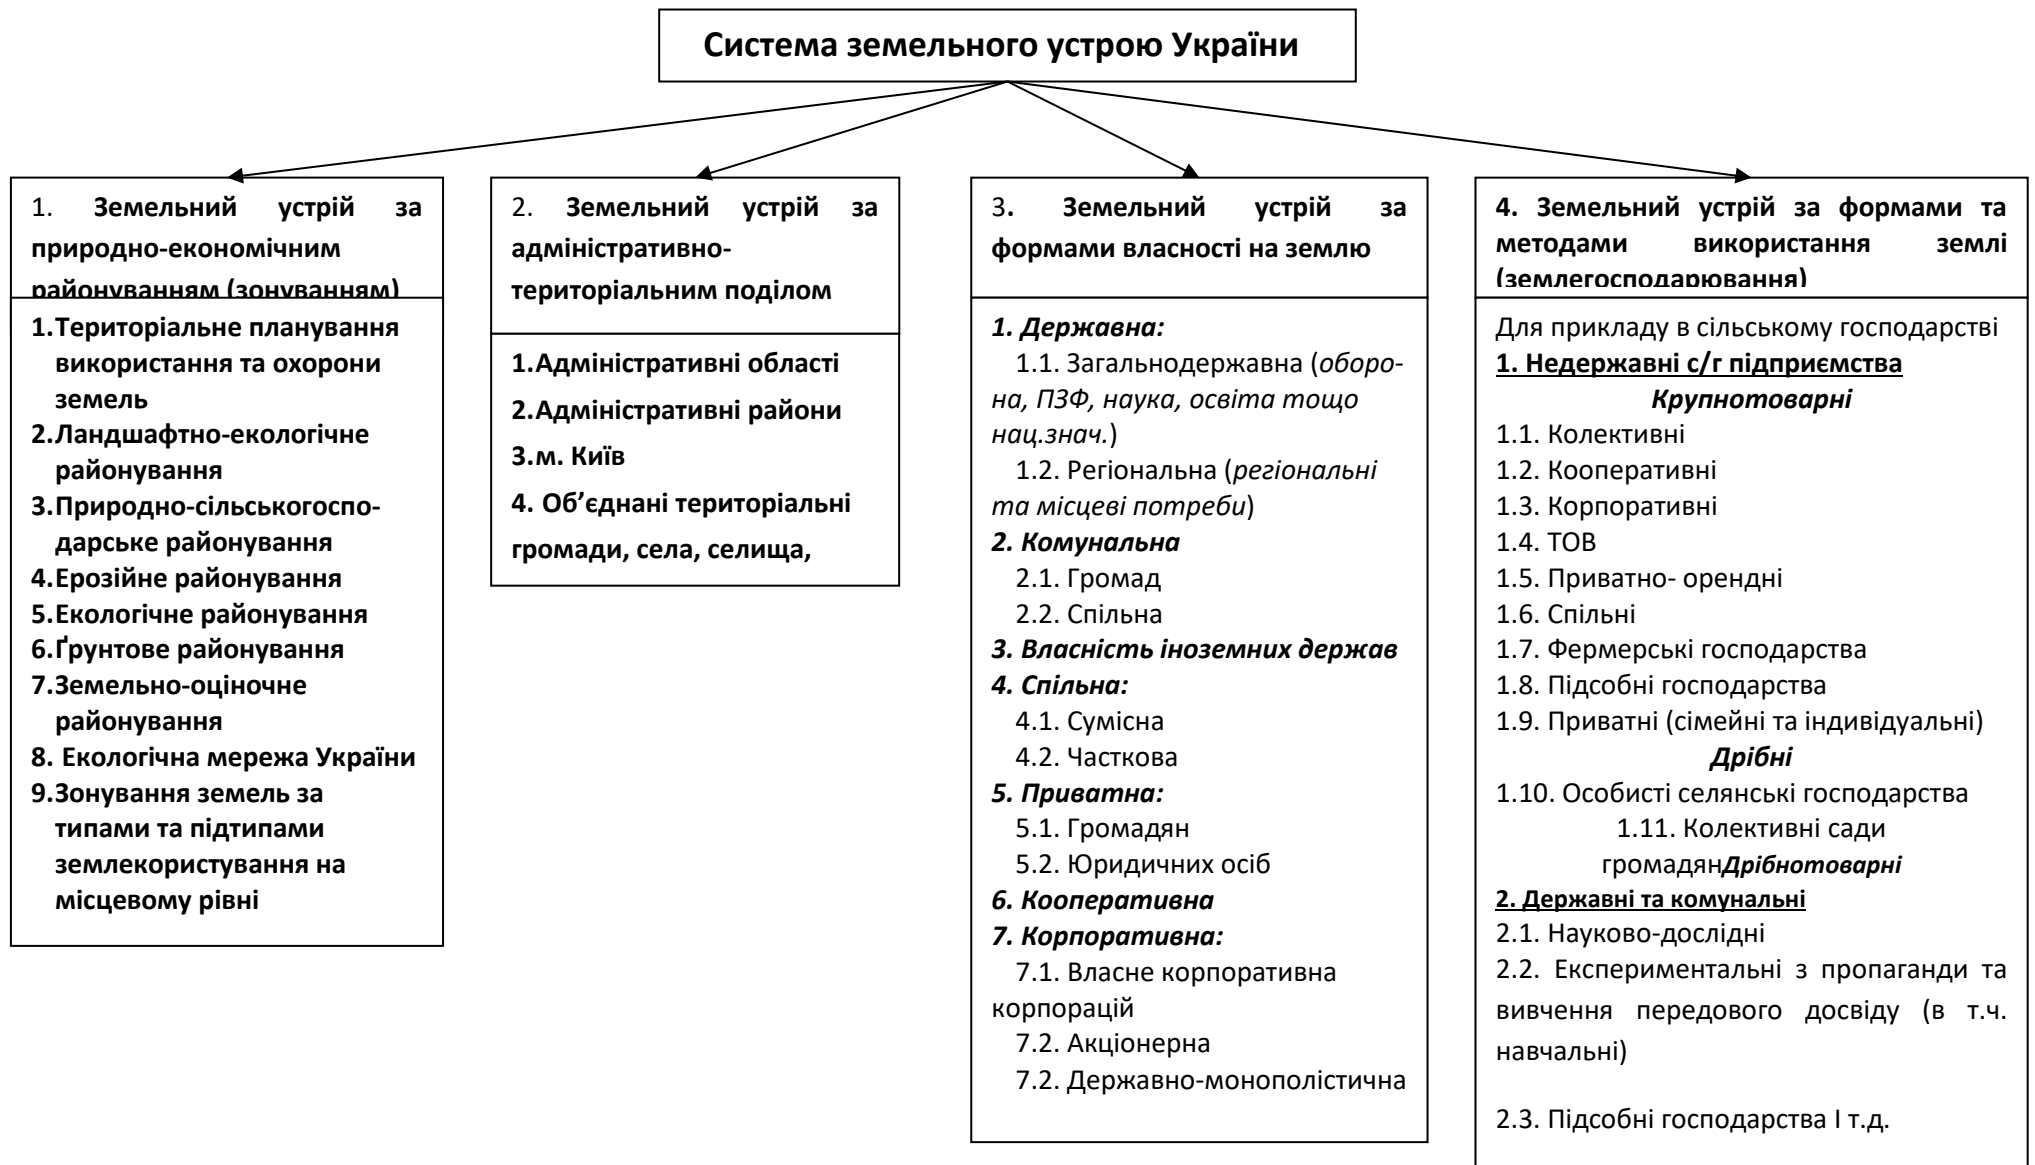 Система земельного устрою України
1. Земельний устрій за
природно-економічним
районуванням (зонуванням)
1.Територіальне планування
використання та охорони
земель
2.Ландшафтно-екологічне
районування
3.Природно-сільськогоспо-
дарське районування
4.Ерозійне районування
5.Екологічне районування
6.Ґрунтове районування
7.Земельно-оціночне
районування
8. Екологічна мережа України
9.Зонування земель за
типами та підтипами
землекористування на
місцевому рівні
2. Земельний устрій за
адміністративно-
територіальним поділом
1.Адміністративні області
2.Адміністративні райони
3.м. Київ
4. Об’єднані територіальні
громади, села, селища,
3. Земельний устрій за
формами власності на землю
1. Державна:
1.1. Загальнодержавна (оборо-
на, ПЗФ, наука, освіта тощо
нац.знач.)
1.2. Регіональна (регіональні
та місцеві потреби)
2. Комунальна
2.1. Громад
2.2. Спільна
3. Власність іноземних держав
4. Спільна:
4.1. Сумісна
4.2. Часткова
5. Приватна:
5.1. Громадян
5.2. Юридичних осіб
6. Кооперативна
7. Корпоративна:
7.1. Власне корпоративна
корпорацій
7.2. Акціонерна
7.2. Державно-монополістична
4. Земельний устрій за формами та
методами використання землі
(землегосподарювання)
Для прикладу в сільському господарстві
1. Недержавні с/г підприємства
Крупнотоварні
1.1. Колективні
1.2. Кооперативні
1.3. Корпоративні
1.4. ТОВ
1.5. Приватно- орендні
1.6. Спільні
1.7. Фермерські господарства
1.8. Підсобні господарства
1.9. Приватні (сімейні та індивідуальні)
Дрібні
1.10. Особисті селянські господарства
1.11. Колективні сади
громадянДрібнотоварні
2. Державні та комунальні
2.1. Науково-дослідні
2.2. Експериментальні з пропаганди та
вивчення передового досвіду (в т.ч.
навчальні)
2.3. Підсобні господарства І т.д.